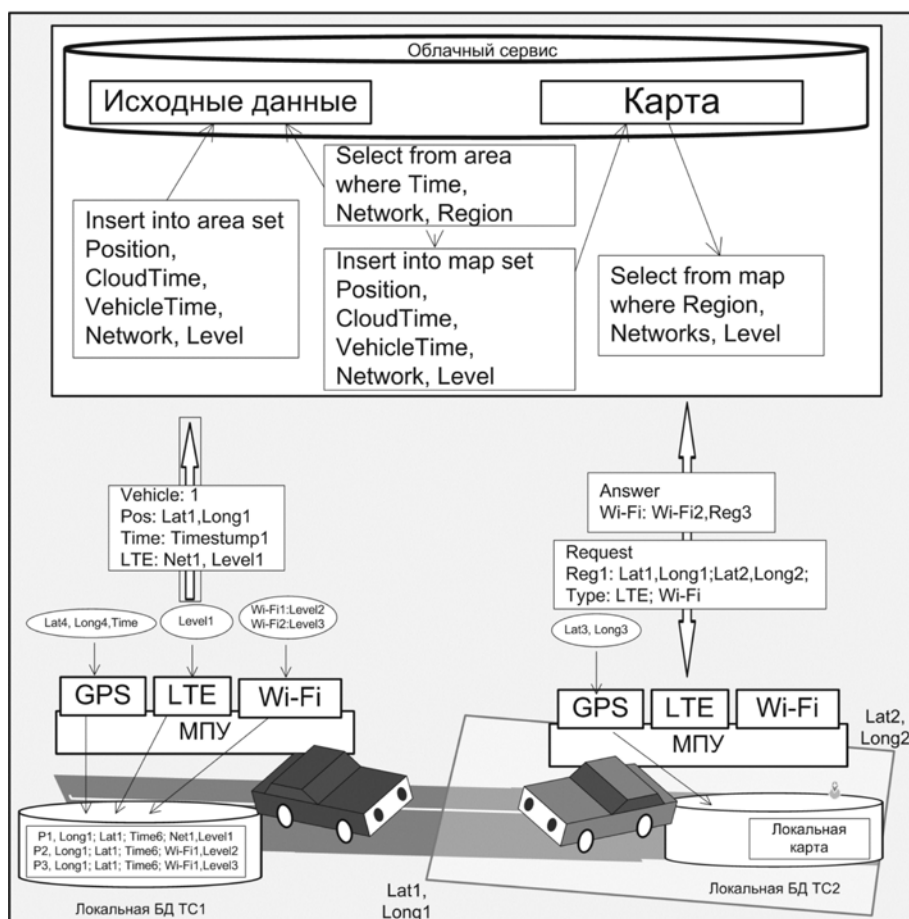 Облачный сервис
Исходные данные
Карта
Select from area
where Time,
Network, Region
Insert into area set
Position,
CloudTime,
VehicleTime,
Network, Level
Insert into map set
Position,
CloudTime,
VehicleTime,
Network, Level
Select from map
where Region,
Networks, Level
Vehicle: 1
Pos: Lat1,Long1
Time: Timestump1
LTE: Net1, Level1
Answer
Wi-Fi: Wi-Fi2,Reg3
Request
Reg1: Lat1,Long1;Lat2,Long2;
Type: LTE; Wi-Fi
Lat4, Long4,Time
Level1
Wi-Fi1:Level2
Wi-Fi2:Level3
Lat3, Long3
GPS
LTE
Wi-Fi
МПУ
GPS
LTE
Wi-Fi
МПУ
Lat2,
Long2
P1, Long1; Lat1; Time6; Net1,Level1
P2, Long1; Lat1; Time6; Wi-Fi1,Level2
P3, Long1; Lat1; Time6; Wi-Fi1,Level3
Локальная БД ТС1
Локальная
карта
Локальная БД ТС2
Lat1,
Long1